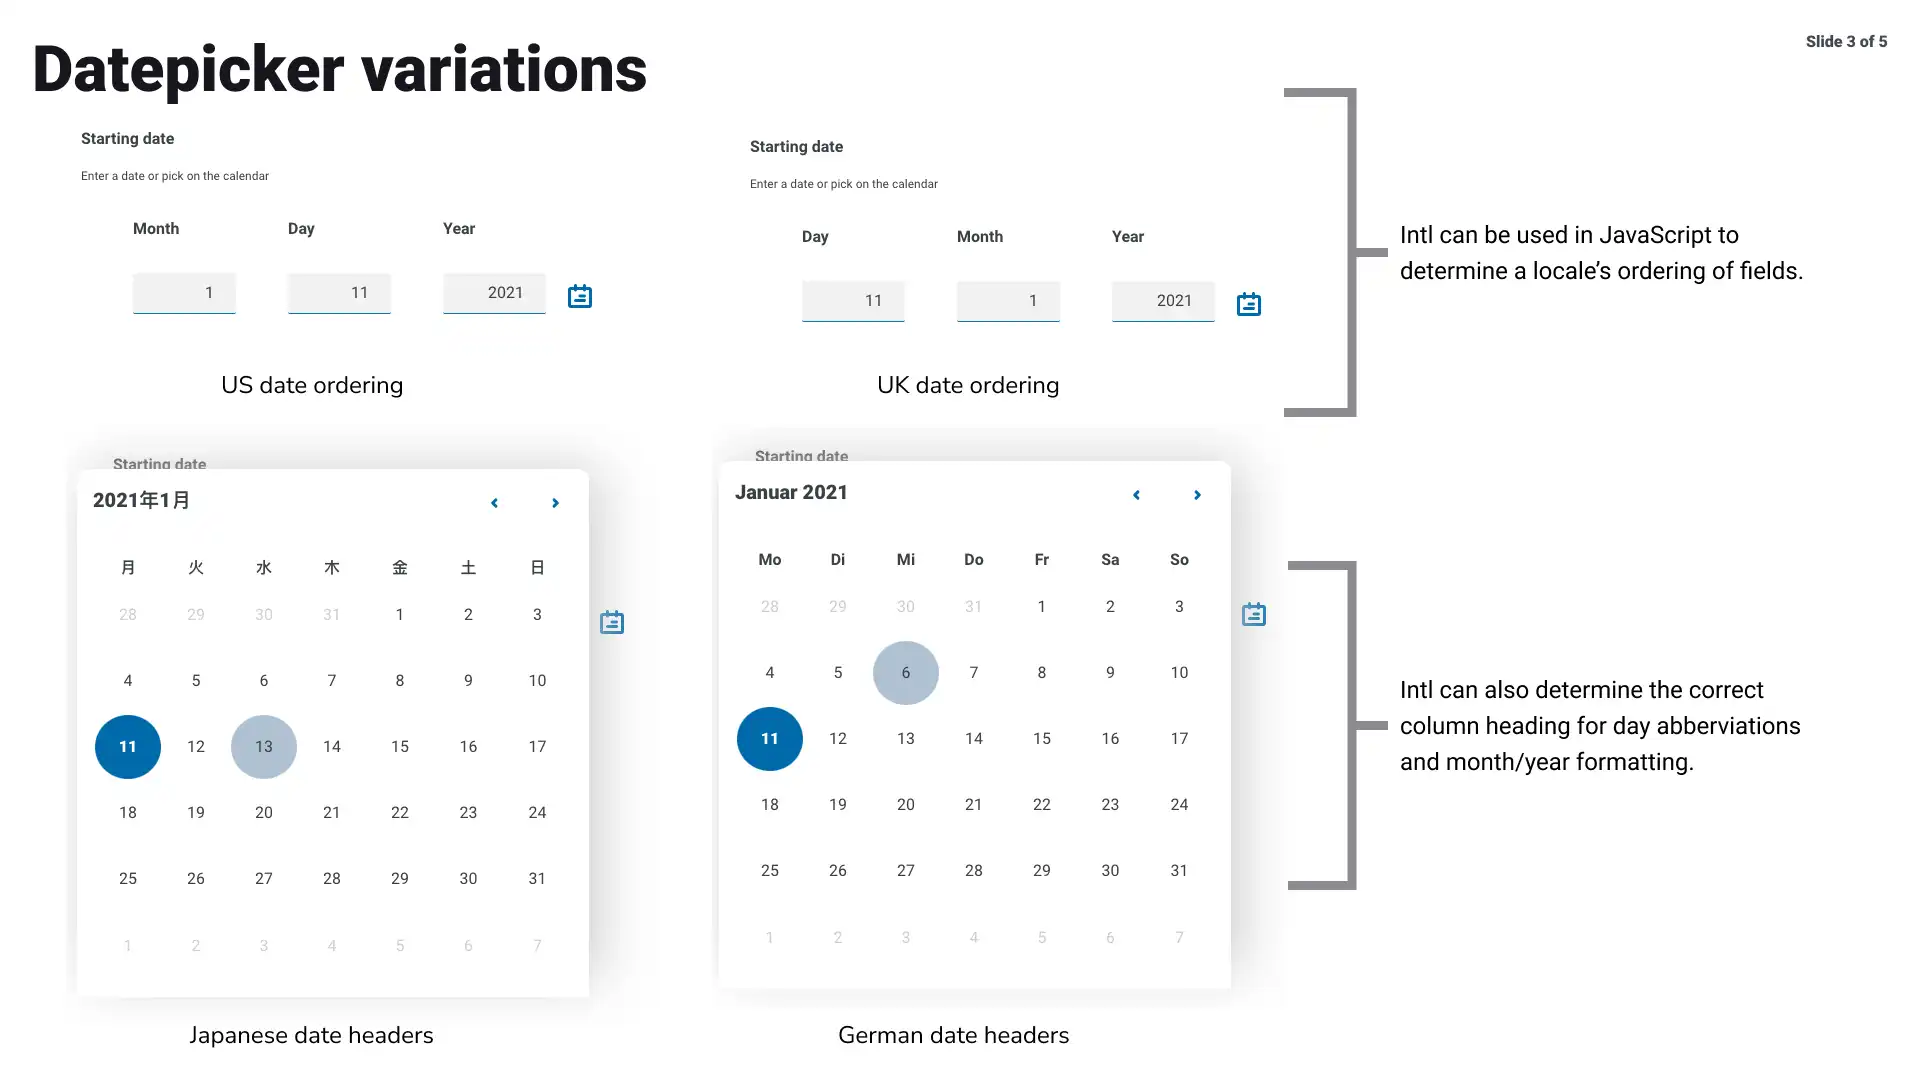 Datepicker variations
Slide 3 of 5
Starting date
Enter a date or pick on the calendar
Month Day Year
1 11 2021
US date ordering
Starting date
Enter a date or pick on the calendar
Day Month Year
11 1 2021
UK date ordering
Intl can be used in JavaScript to
determine a locale’s ordering of fields.
Starting date
2021年1月
月 火 水 木 金 土 日
28 29 30 31 1 2 3
4 5 6 7 8 9 10
11 12 13 14 15 16 17
18 19 20 21 22 23 24
25 26 27 28 29 30 31
1 2 3 4 5 6 7
Japanese date headers
Starting date
Januar 2021
Mo Di Mi Do Fr Sa So
28 29 30 31 1 2 3
4 5 6 7 8 9 10
11 12 13 14 15 16 17
18 19 20 21 22 23 24
25 26 27 28 29 30 31
1 2 3 4 5 6 7
German date headers
Intl can also determine the correct
column heading for day abberviations
and month/year formatting.